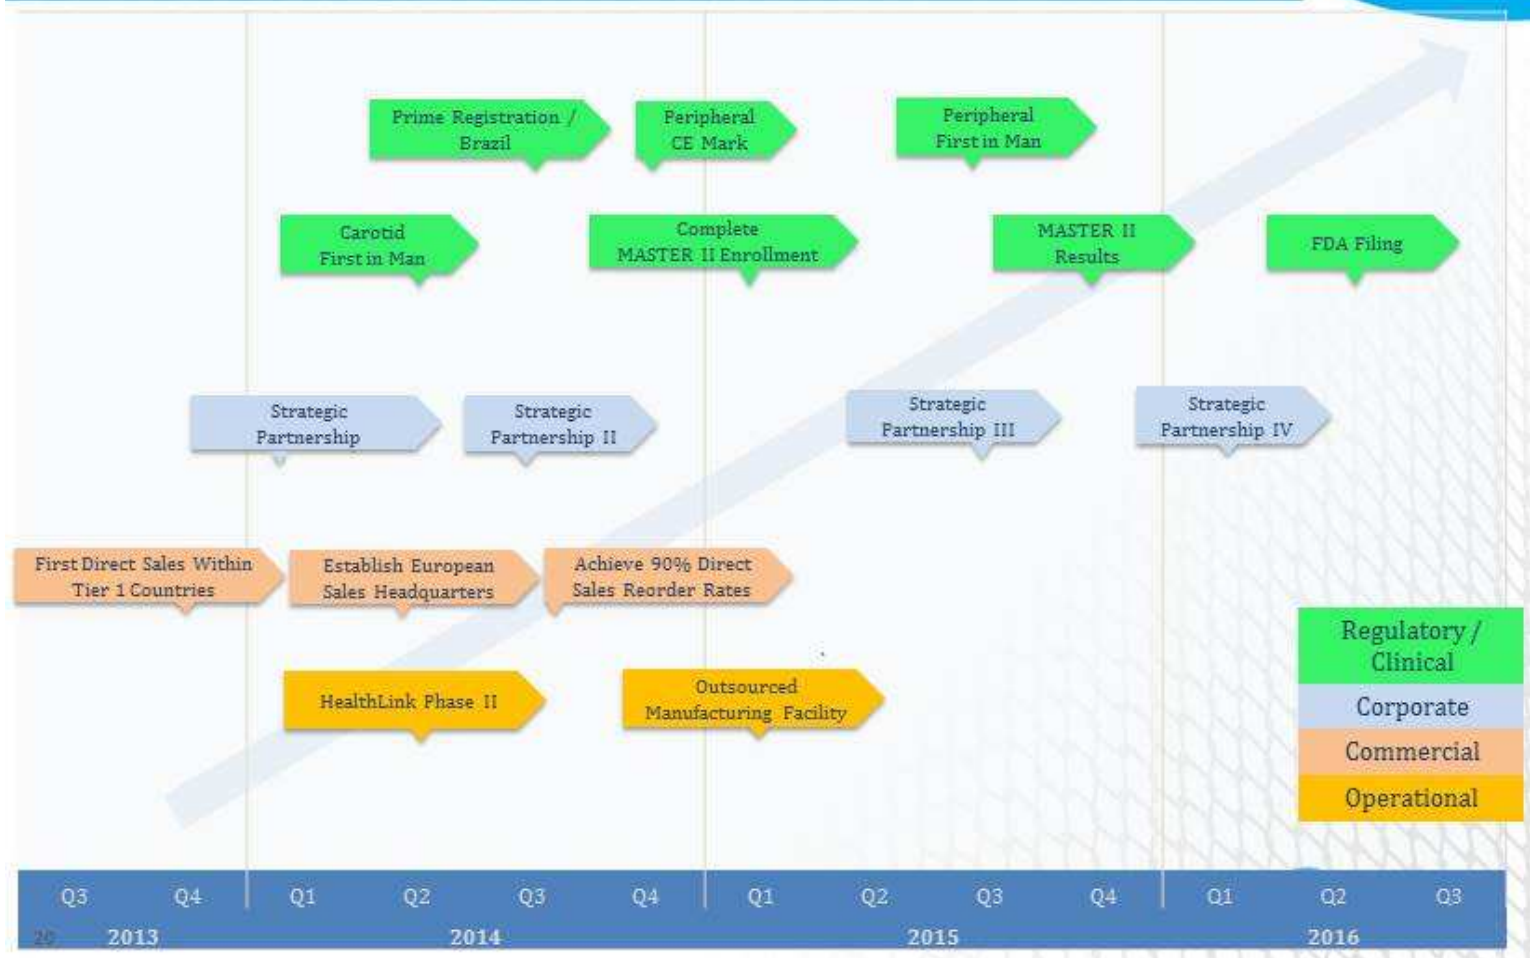 Prime Registration /
Brazil
Peripheral
CE Mark
Peripheral
First in Man
Carotid
First in Man
Complete
MASTER II Enrollment
MASTER II
Results
FDA Filing
Strategic
Partnership
Strategic
Partnership II
Strategic
Partnership III
Strategic
Partnership IV
First Direct Sales Within
Tier 1 Countries
Establish European
Sales Headquarters
Achieve 90% Direct
Sales Reorder Rates
HealthLink Phase II
Outsourced
Manufacturing Facility
Regulatory /
Clinical
Corporate
Commercial
Operational
Q3 Q4 Q1 Q2 Q3 Q4 Q1 Q2 Q3 Q4 Q1 Q2 Q3
20 2013 2014 2015 2016